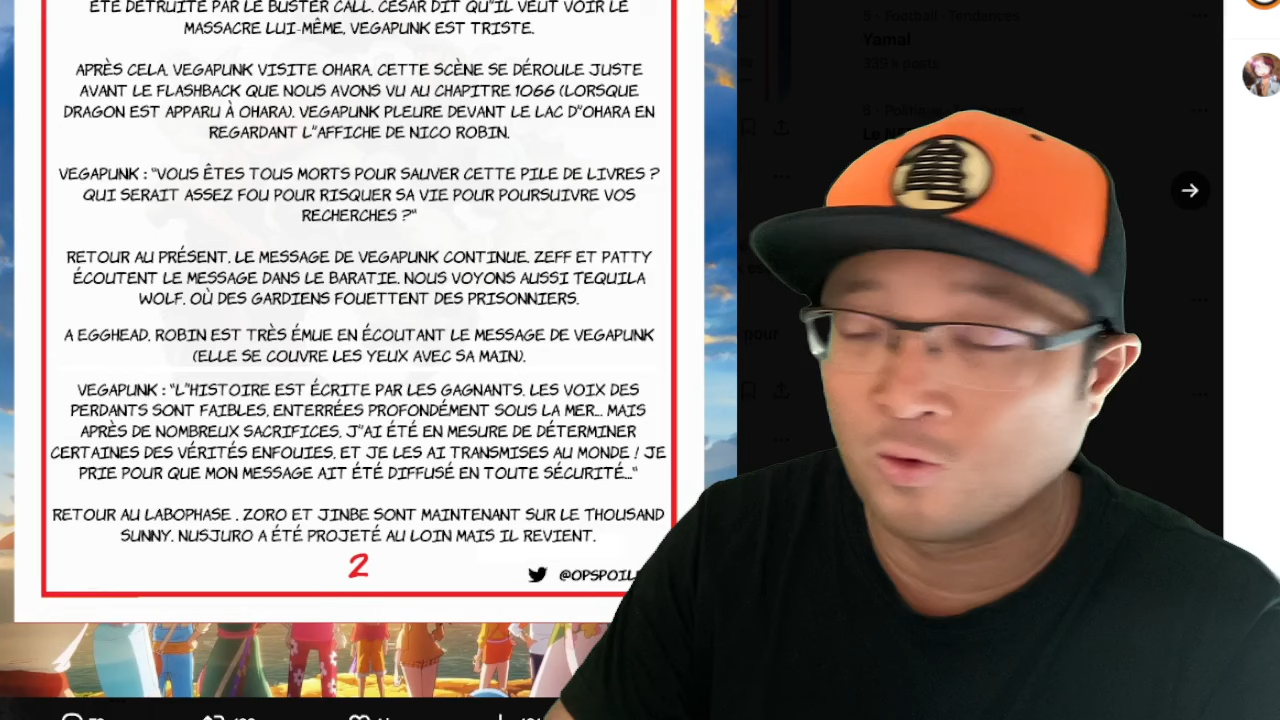 ÉTÉ DÉTRUITE PAR LE BUSTER CALL. CÉSAR DIT QU"IL VEUT VOIR LE
MASSACRE LUI-MÊME, VEGAPUNK EST TRISTE.
APRÈS CELA, VEGAPUNK VISITE OHARA, CETTE SCÈNE SE DÉROULE JUSTE
AVANT LE FLASHBACK QUE NOUS AVONS VU AU CHAPITRE 1066 (LORSQUE
DRAGON EST APPARU À OHARA). VEGAPUNK PLEURE DEVANT LE LAC D"OHARA EN
REGARDANT L"AFFICHE DE NICO ROBIN.
VEGAPUNK : "VOUS ÊTES TOUS MORTS POUR SAUVER CETTE PILE DE LIVRES ?
QUI SERAIT ASSEZ FOU POUR RISQUER SA VIE POUR POURSUIVRE VOS
RECHERCHES ?"
RETOUR AU PRÉSENT, LE MESSAGE DE VEGAPUNK CONTINUE. ZEFF ET PATTY
ÉCOUTENT LE MESSAGE DANS LE BARATIE. NOUS VOYONS AUSSI TEQUILA
WOLF, OÙ DES GARDIENS FOUETTENT DES PRISONNIERS.
A EGGHEAD, ROBIN EST TRÈS ÉMUE EN ÉCOUTANT LE MESSAGE DE VEGAPUNK
(ELLE SE COUVRE LES YEUX AVEC SA MAIN).
VEGAPUNK : "L"HISTOIRE EST ÉCRITE PAR LES GAGNANTS. LES VOIX DES
PERDANTS SONT FAIBLES, ENTERRÉES PROFONDÉMENT SOUS LA MER... MAIS
APRÈS DE NOMBREUX SACRIFICES, J"AI ÉTÉ EN MESURE DE DÉTERMINER
CERTAINES DES VÉRITÉS ENFOUIES, ET JE LES AI TRANSMISES AU MONDE ! JE
PRIE POUR QUE MON MESSAGE AIT ÉTÉ DIFFUSÉ EN TOUTE SÉCURITÉ..."
RETOUR AU LABOPHASE , ZORO ET JINBE SONT MAINTENANT SUR LE THOUSAND
SUNNY. NUSJURO A ÉTÉ PROJETÉ AU LOIN MAIS IL REVIENT.
2
@OPSPOIL
5 · Football · Tendances
Yamal
339 k posts
6 · Politique · Tendances
pour